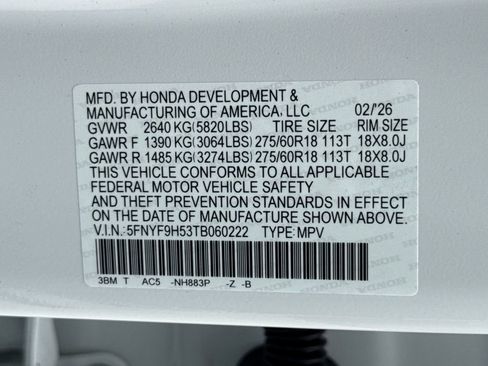 MFD. BY HONDA DEVELOPMENT &
MANUFACTURING OF AMERICA, LLC 02/'26
GVWR 2640 KG(5820LBS) TIRE SIZE RIM SIZE
GAWR F 1390 KG(3064LBS) 275/60R18 113T 18X8.0J
GAWR R 1485 KG(3274LBS) 275/60R18 113T 18X8.0J
THIS VEHICLE CONFORMS TO ALL APPLICABLE
FEDERAL MOTOR VEHICLE SAFETY
AND THEFT PREVENTION STANDARDS IN EFFECT
ON THE DATE OF MANUFACTURE SHOWN ABOVE.
V.I.N.:5FNYF9H53TB060222 TYPE:MPV
3BM T AC5 -NH883P -Z -B